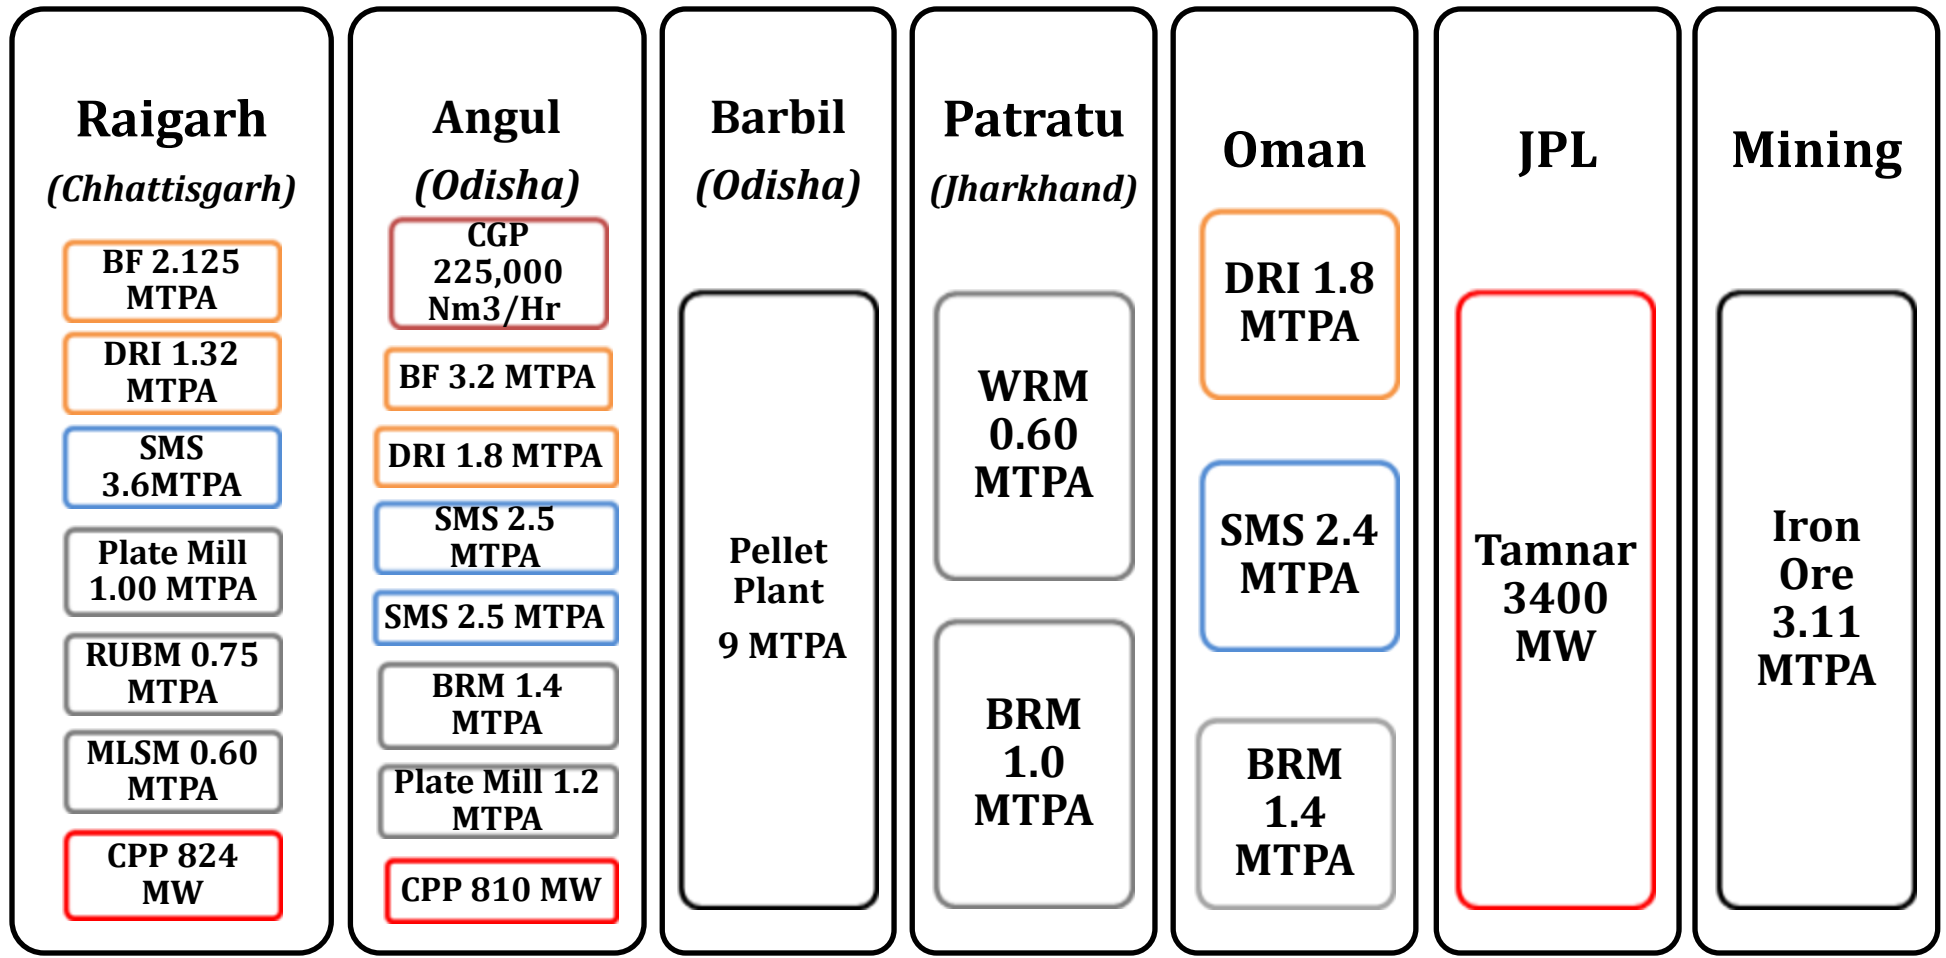 Raigarh
(Chhattisgarh)
BF 2.125
MTPA
DRI 1.32
MTPA
SMS
3.6MTPA
Plate Mill
1.00 MTPA
RUBM 0.75
MTPA
MLSM 0.60
MTPA
CPP 824
MW
Angul
(Odisha)
CGP
225,000
Nm3/Hr
BF 3.2 MTPA
DRI 1.8 MTPA
SMS 2.5
MTPA
SMS 2.5 MTPA
BRM 1.4
MTPA
Plate Mill 1.2
MTPA
CPP 810 MW
Barbil
(Odisha)
Pellet
Plant
9 MTPA
Patratu
(Jharkhand)
WRM
0.60
MTPA
BRM
1.0
MTPA
Oman
DRI 1.8
MTPA
SMS 2.4
MTPA
BRM
1.4
MTPA
JPL
Tamnar
3400
MW
Mining
Iron
Ore
3.11
MTPA